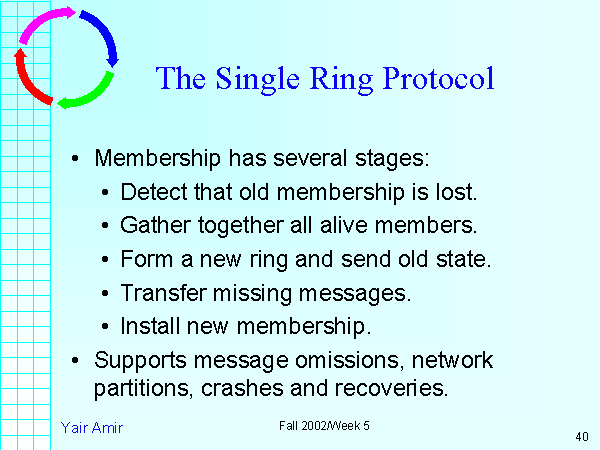 The Single Ring Protocol
• Membership has several stages:
• Detect that old membership is lost.
• Gather together all alive members.
• Form a new ring and send old state.
• Transfer missing messages.
• Install new membership.
• Supports message omissions, network
partitions, crashes and recoveries.
Yair Amir
Fall 2002/Week 5
40